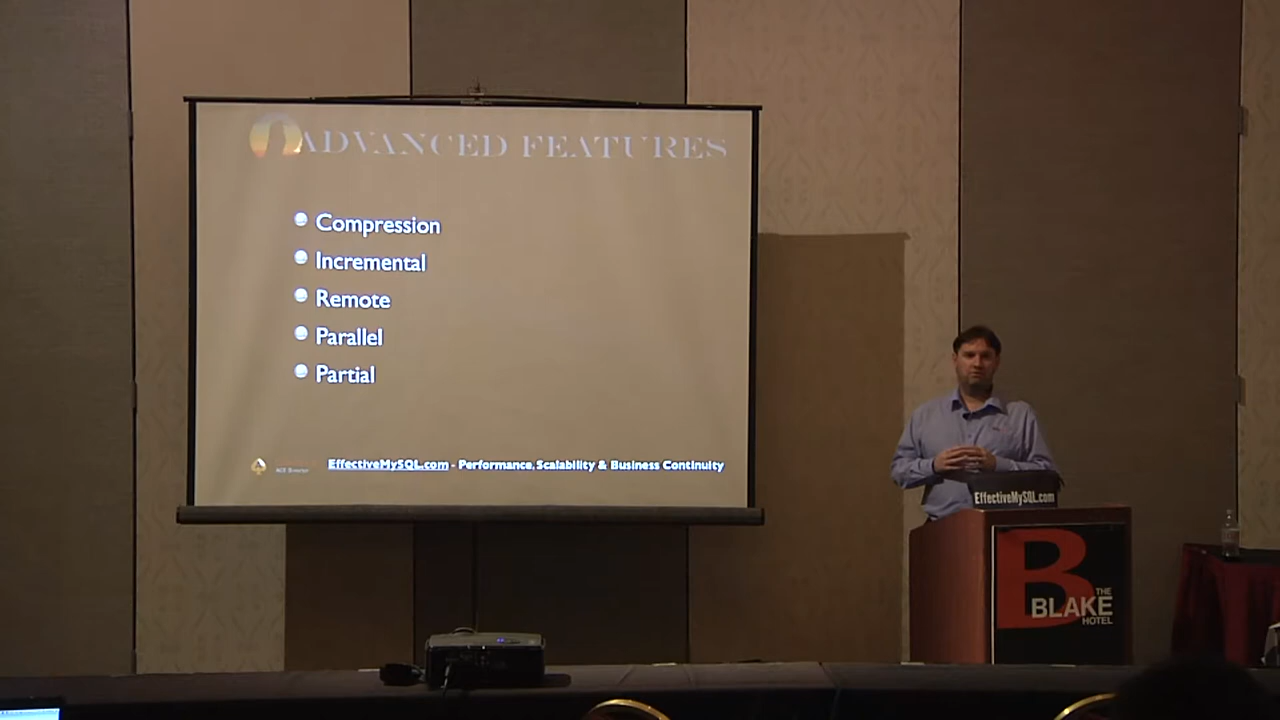 ADVANCED FEATURES
Compression
Incremental
Remote
Parallel
Partial
EffectiveMySQL.com - Performance, Scalability & Business Continuity
EffectiveMySQL.com
B
THE
BLAKE
HOTEL